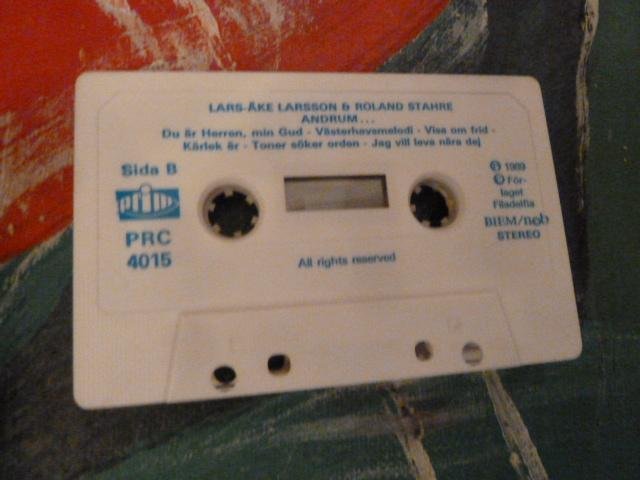 LARS-ÅKE LARSSON & ROLAND STAHRE
ANDRUM...
Du är Herren, min Gud - Västerhavsmelodi - Visa om frid -
Kärlek är - Toner söker orden - Jag vill leva nära dej
Sida B
prim
PRC
4015
℗ 1989
© För-
laget
Filadelfia
BIEM/ncb
STEREO
All rights reserved